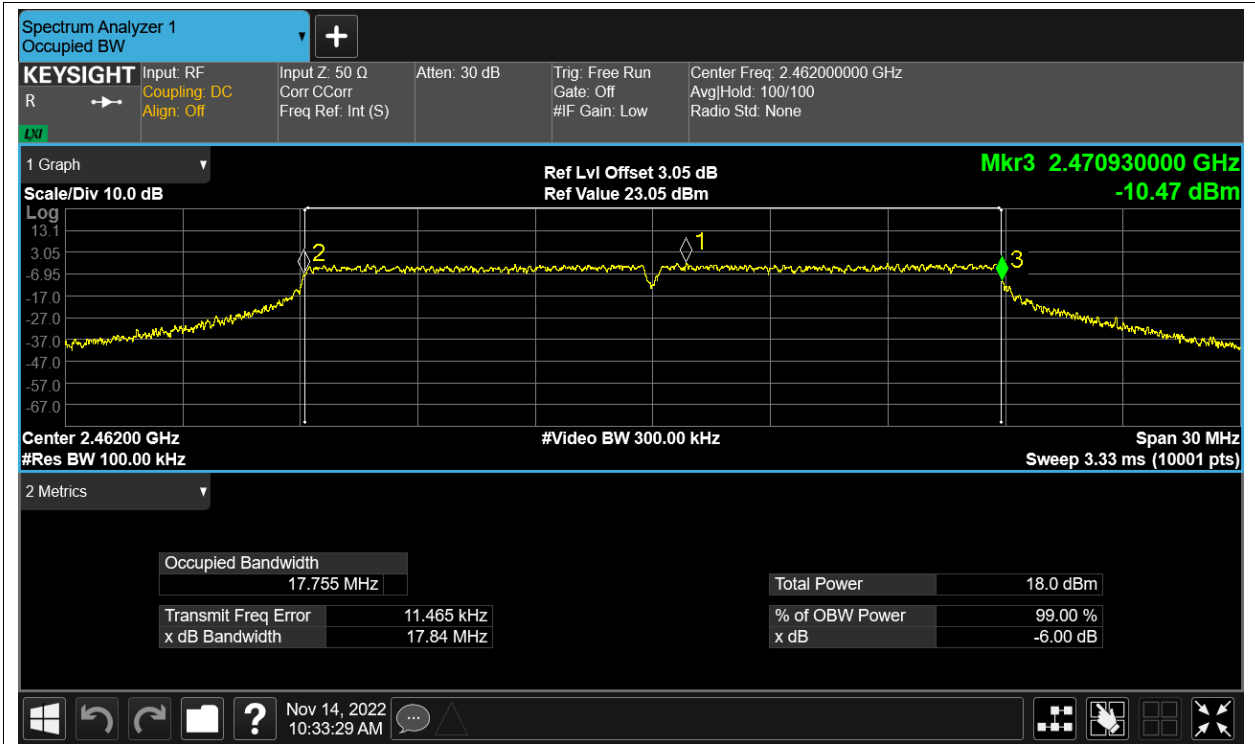 Spectrum Analyzer 1
Occupied BW
KEYSIGHT
R
LXI
Input: RF
Coupling: DC
Align: Off
Input Z: 50 Ω
Corr CCorr
Freq Ref: Int (S)
Atten: 30 dB
Trig: Free Run
Gate: Off
#IF Gain: Low
Center Freq: 2.462000000 GHz
Avg|Hold: 100/100
Radio Std: None
1 Graph
Scale/Div 10.0 dB
Ref Lvl Offset 3.05 dB
Ref Value 23.05 dBm
Mkr3 2.470930000 GHz
-10.47 dBm
Log
13.1
3.05
-6.95
-17.0
-27.0
-37.0
-47.0
-57.0
-67.0
2
1
3
Center 2.46200 GHz
#Video BW 300.00 kHz
Span 30 MHz
#Res BW 100.00 kHz
Sweep 3.33 ms (10001 pts)
2 Metrics
Occupied Bandwidth
17.755 MHz
Transmit Freq Error 11.465 kHz
x dB Bandwidth 17.84 MHz
Total Power 18.0 dBm
% of OBW Power 99.00 %
x dB -6.00 dB
?
Nov 14, 2022
10:33:29 AM